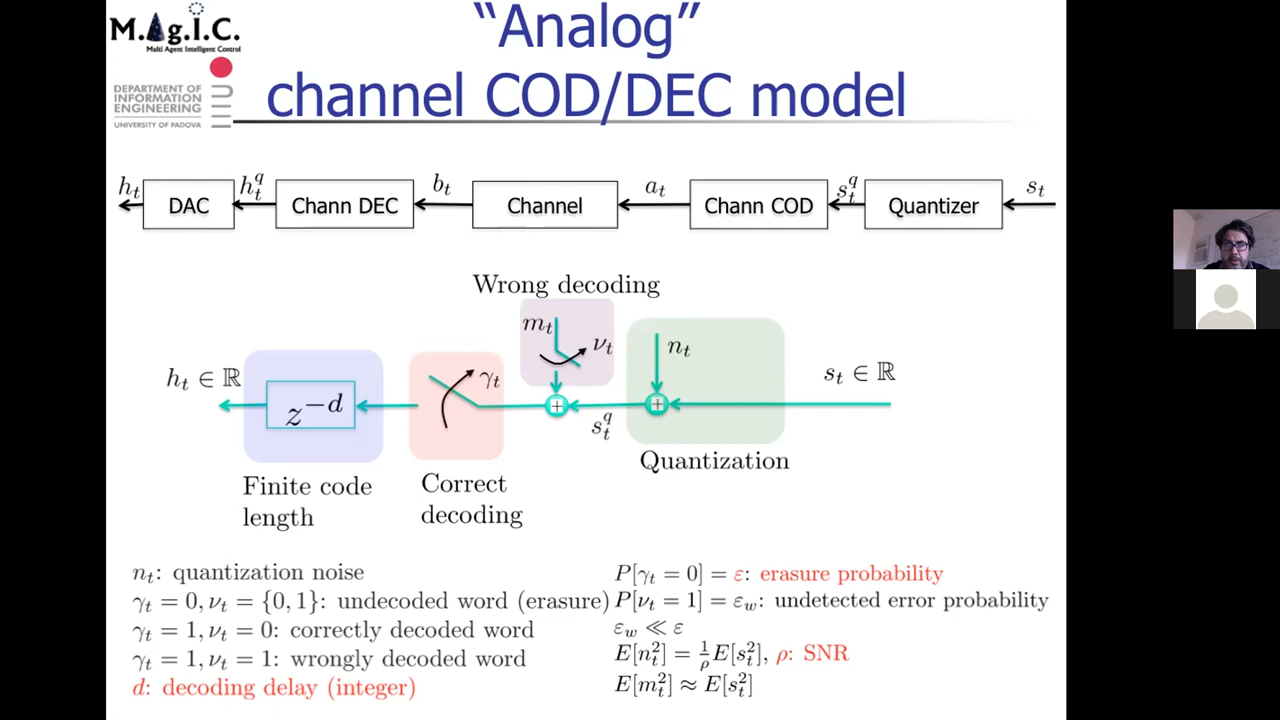 M.AgIC.
Multi Agent Intelligent Control
DEPARTMENT OF
INFORMATION
ENGINEERING
UNIVERSITY OF PADOVA
“Analog”
channel COD/DEC model
h_t DAC h_t^q Chann DEC b_t Channel a_t Chann COD s_t^q Quantizer s_t
Wrong decoding
m_t ν_t n_t
h_t ∈ ℝ z^{-d} γ_t + s_t^q + s_t ∈ ℝ
Quantization
Finite code
length
Correct
decoding
n_t: quantization noise
γ_t = 0, ν_t = {0, 1}: undecoded word (erasure)
γ_t = 1, ν_t = 0: correctly decoded word
γ_t = 1, ν_t = 1: wrongly decoded word
d: decoding delay (integer)
P[γ_t = 0] = ε: erasure probability
P[ν_t = 1] = ε_w: undetected error probability
ε_w ≪ ε
E[n_t^2] = 1/ρ E[s_t^2], ρ: SNR
E[m_t^2] ≈ E[s_t^2]